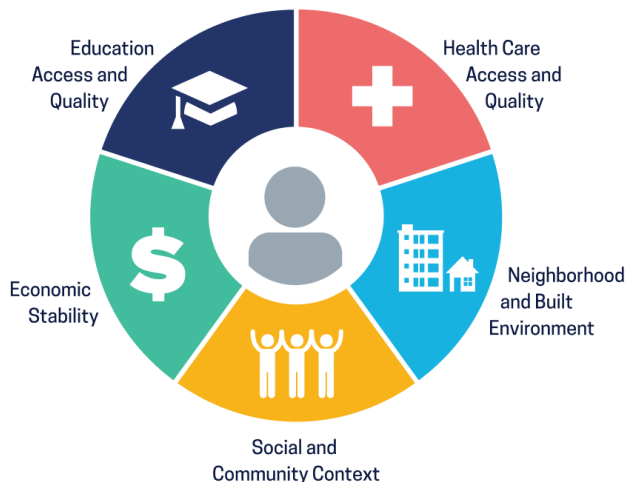 Education
Access and
Quality
Health Care
Access and
Quality
Economic
Stability
Neighborhood
and Built
Environment
Social and
Community Context